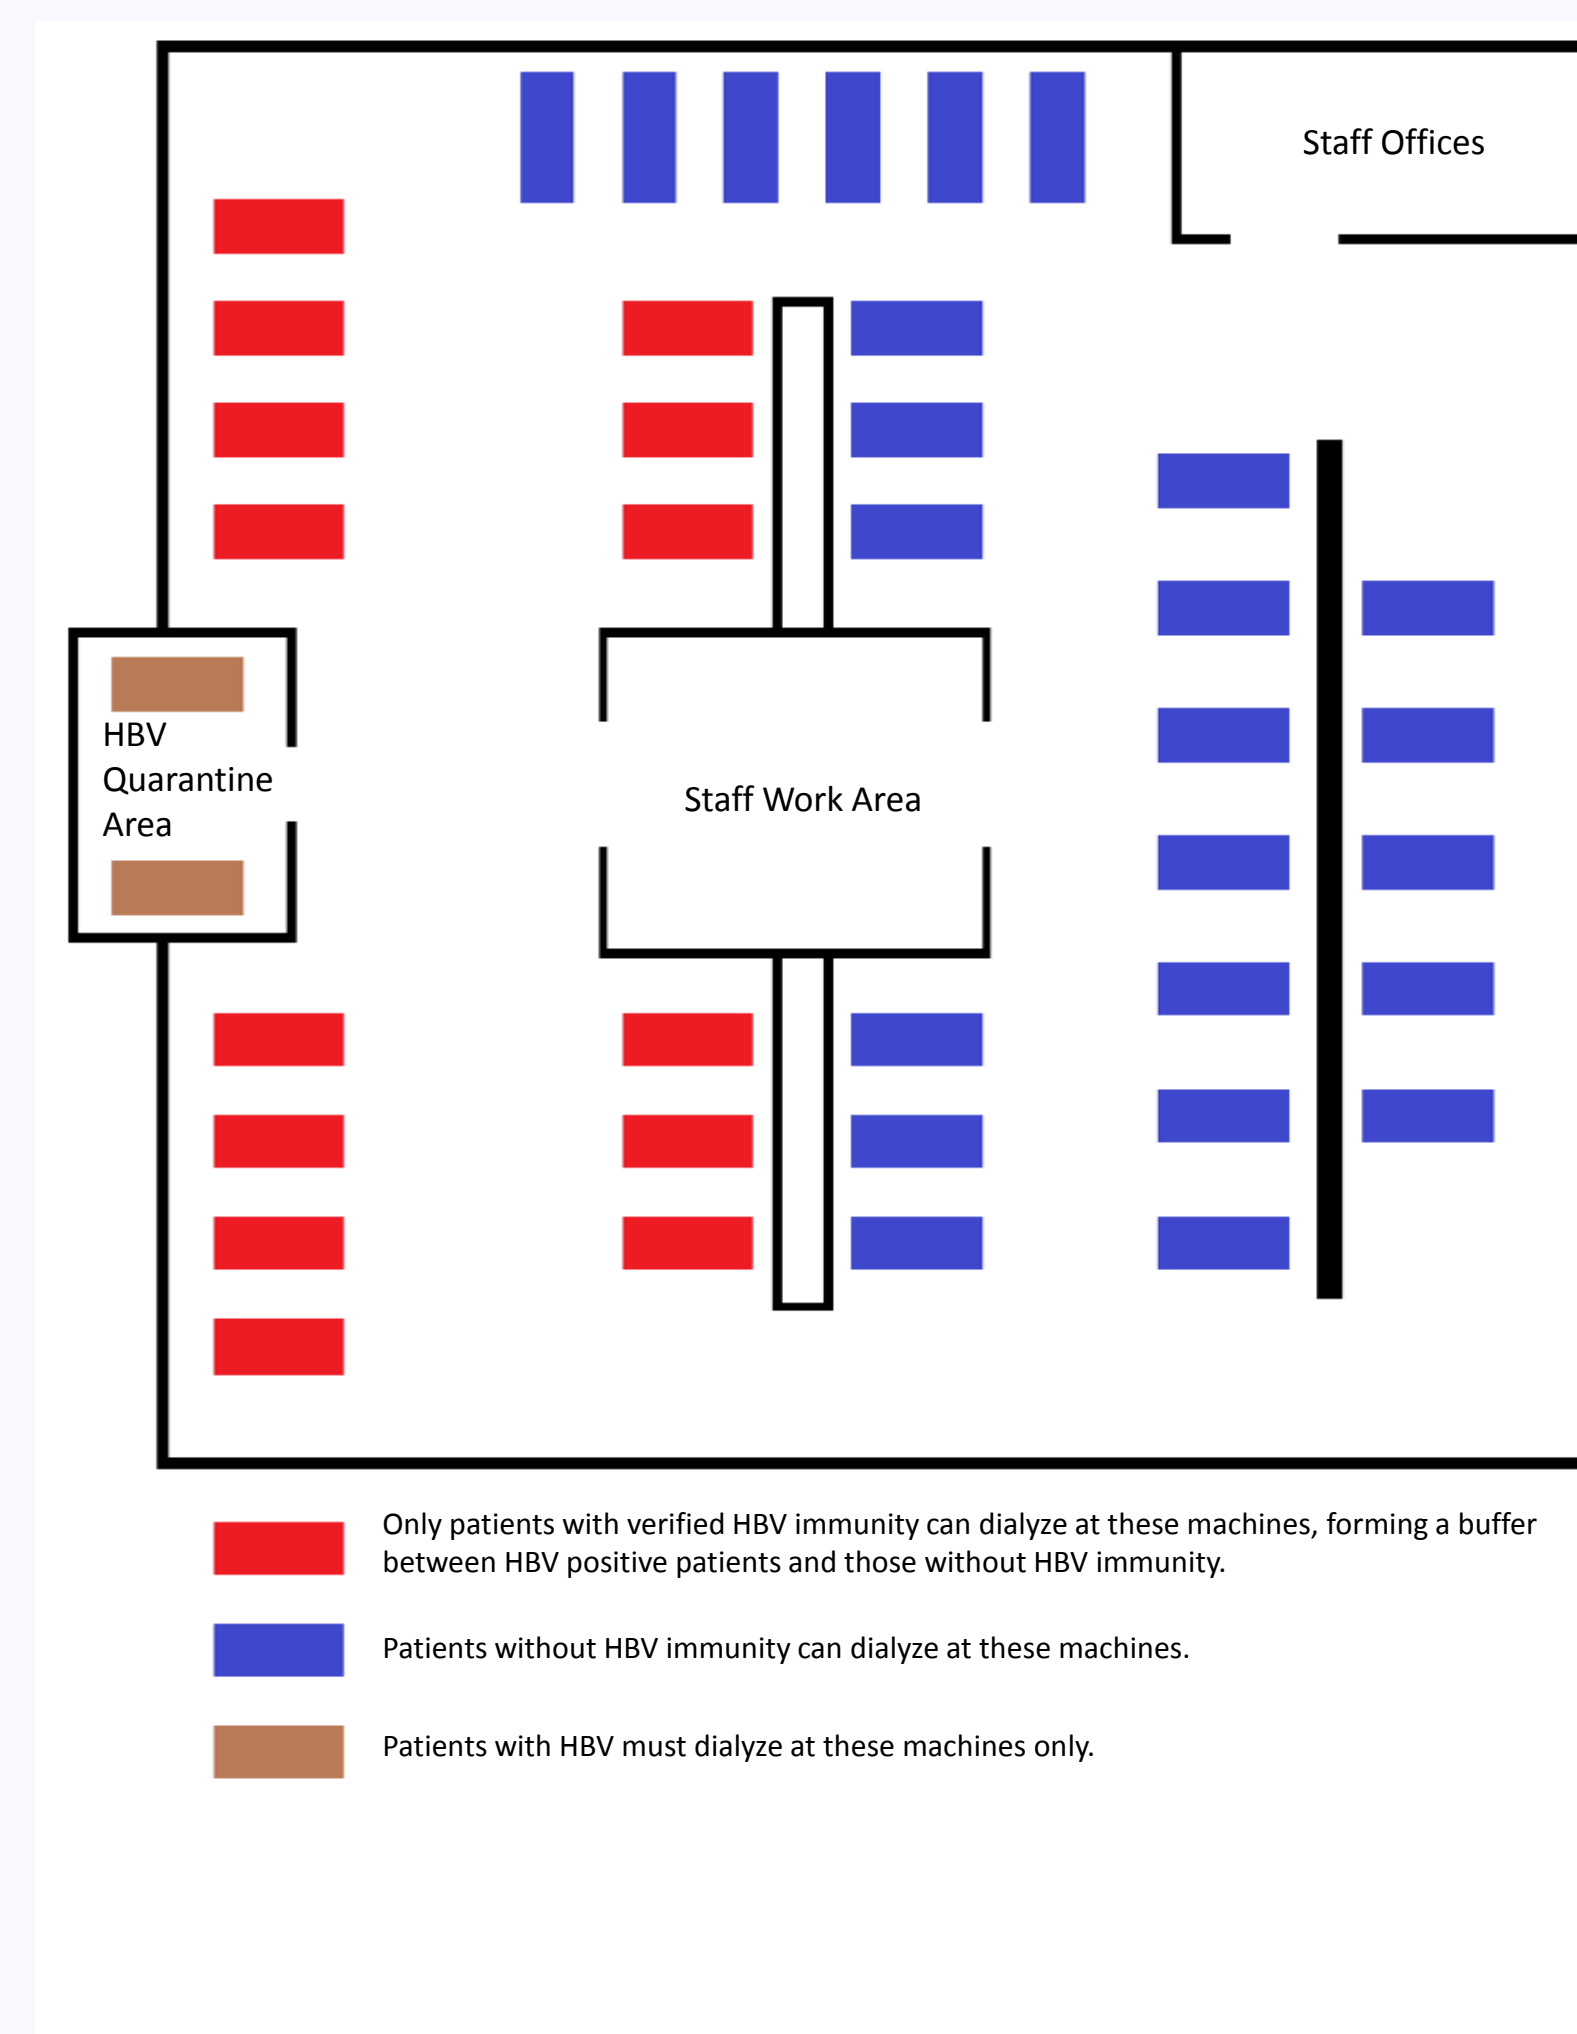 Staff Offices
HBV
Quarantine
Area
Staff Work Area
Only patients with verified HBV immunity can dialyze at these machines, forming a buffer
between HBV positive patients and those without HBV immunity.
Patients without HBV immunity can dialyze at these machines.
Patients with HBV must dialyze at these machines only.